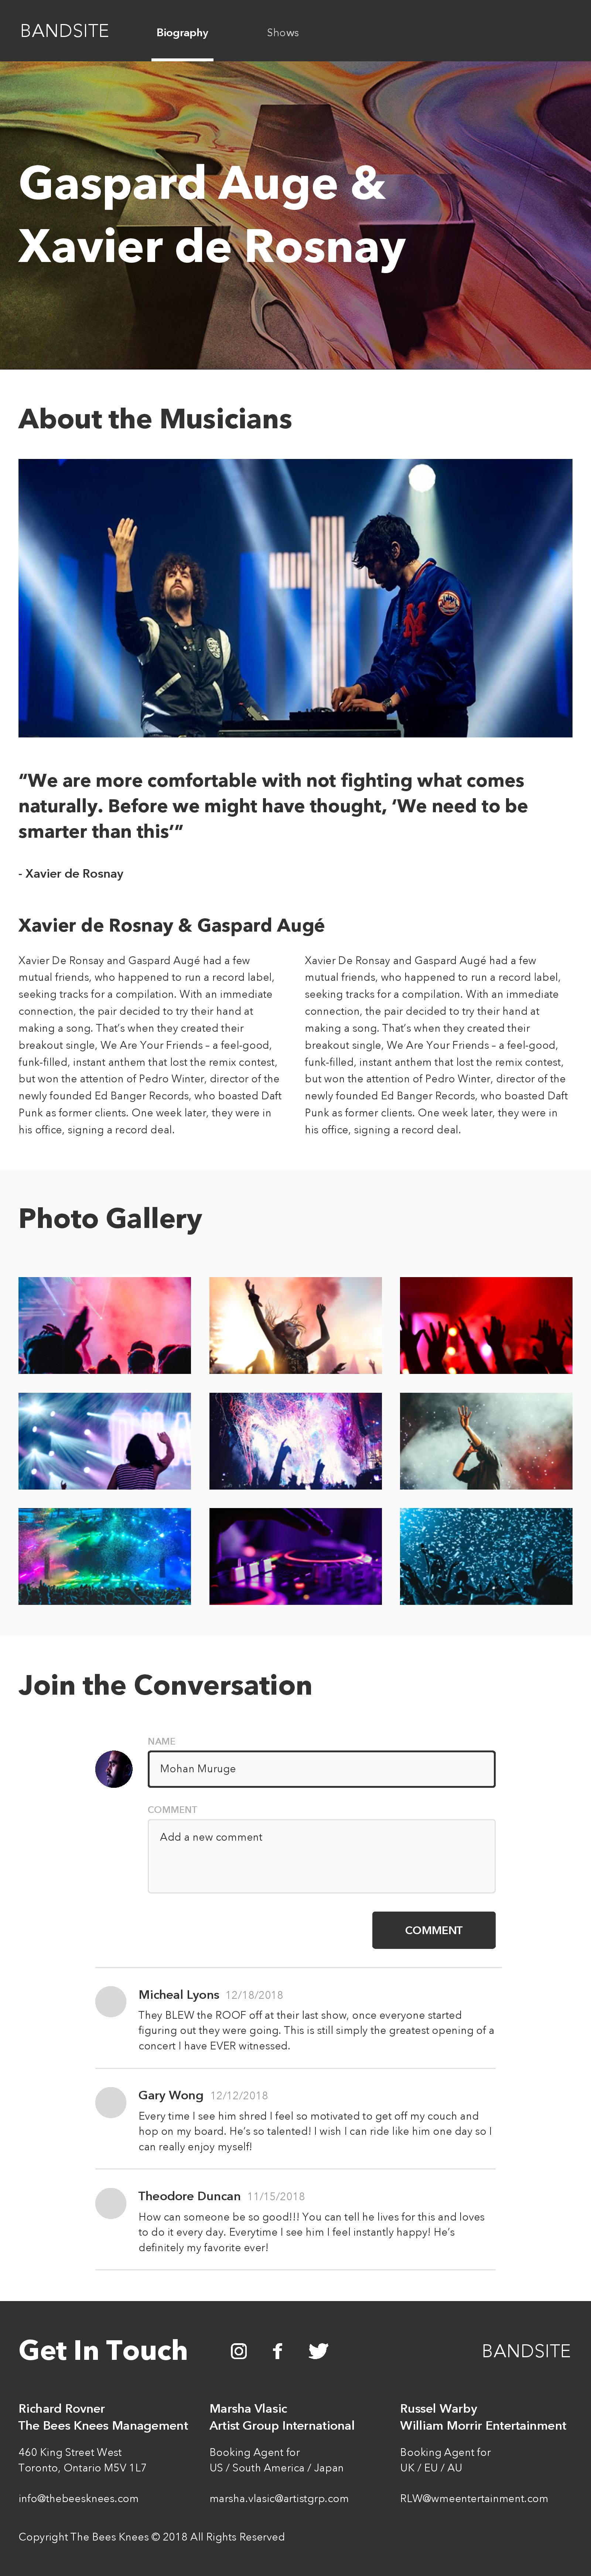 BANDSITE
Biography
Shows
Gaspard Auge &
Xavier de Rosnay
About the Musicians
“We are more comfortable with not fighting what comes
naturally. Before we might have thought, ‘We need to be
smarter than this’”
- Xavier de Rosnay
Xavier de Rosnay & Gaspard Augé
Xavier De Ronsay and Gaspard Augé had a few
mutual friends, who happened to run a record label,
seeking tracks for a compilation. With an immediate
connection, the pair decided to try their hand at
making a song. That’s when they created their
breakout single, We Are Your Friends – a feel-good,
funk-filled, instant anthem that lost the remix contest,
but won the attention of Pedro Winter, director of the
newly founded Ed Banger Records, who boasted Daft
Punk as former clients. One week later, they were in
his office, signing a record deal.
Xavier De Ronsay and Gaspard Augé had a few
mutual friends, who happened to run a record label,
seeking tracks for a compilation. With an immediate
connection, the pair decided to try their hand at
making a song. That’s when they created their
breakout single, We Are Your Friends – a feel-good,
funk-filled, instant anthem that lost the remix contest,
but won the attention of Pedro Winter, director of the
newly founded Ed Banger Records, who boasted Daft
Punk as former clients. One week later, they were in
his office, signing a record deal.
Photo Gallery
Join the Conversation
NAME
Mohan Muruge
COMMENT
Add a new comment
COMMENT
Micheal Lyons 12/18/2018
They BLEW the ROOF off at their last show, once everyone started
figuring out they were going. This is still simply the greatest opening of a
concert I have EVER witnessed.
Gary Wong 12/12/2018
Every time I see him shred I feel so motivated to get off my couch and
hop on my board. He’s so talented! I wish I can ride like him one day so I
can really enjoy myself!
Theodore Duncan 11/15/2018
How can someone be so good!!! You can tell he lives for this and loves
to do it every day. Everytime I see him I feel instantly happy! He’s
definitely my favorite ever!
Get In Touch
BANDSITE
Richard Rovner
The Bees Knees Management
460 King Street West
Toronto, Ontario M5V 1L7
info@thebeesknees.com
Marsha Vlasic
Artist Group International
Booking Agent for
US / South America / Japan
marsha.vlasic@artistgrp.com
Russel Warby
William Morrir Entertainment
Booking Agent for
UK / EU / AU
RLW@wmeentertainment.com
Copyright The Bees Knees © 2018 All Rights Reserved